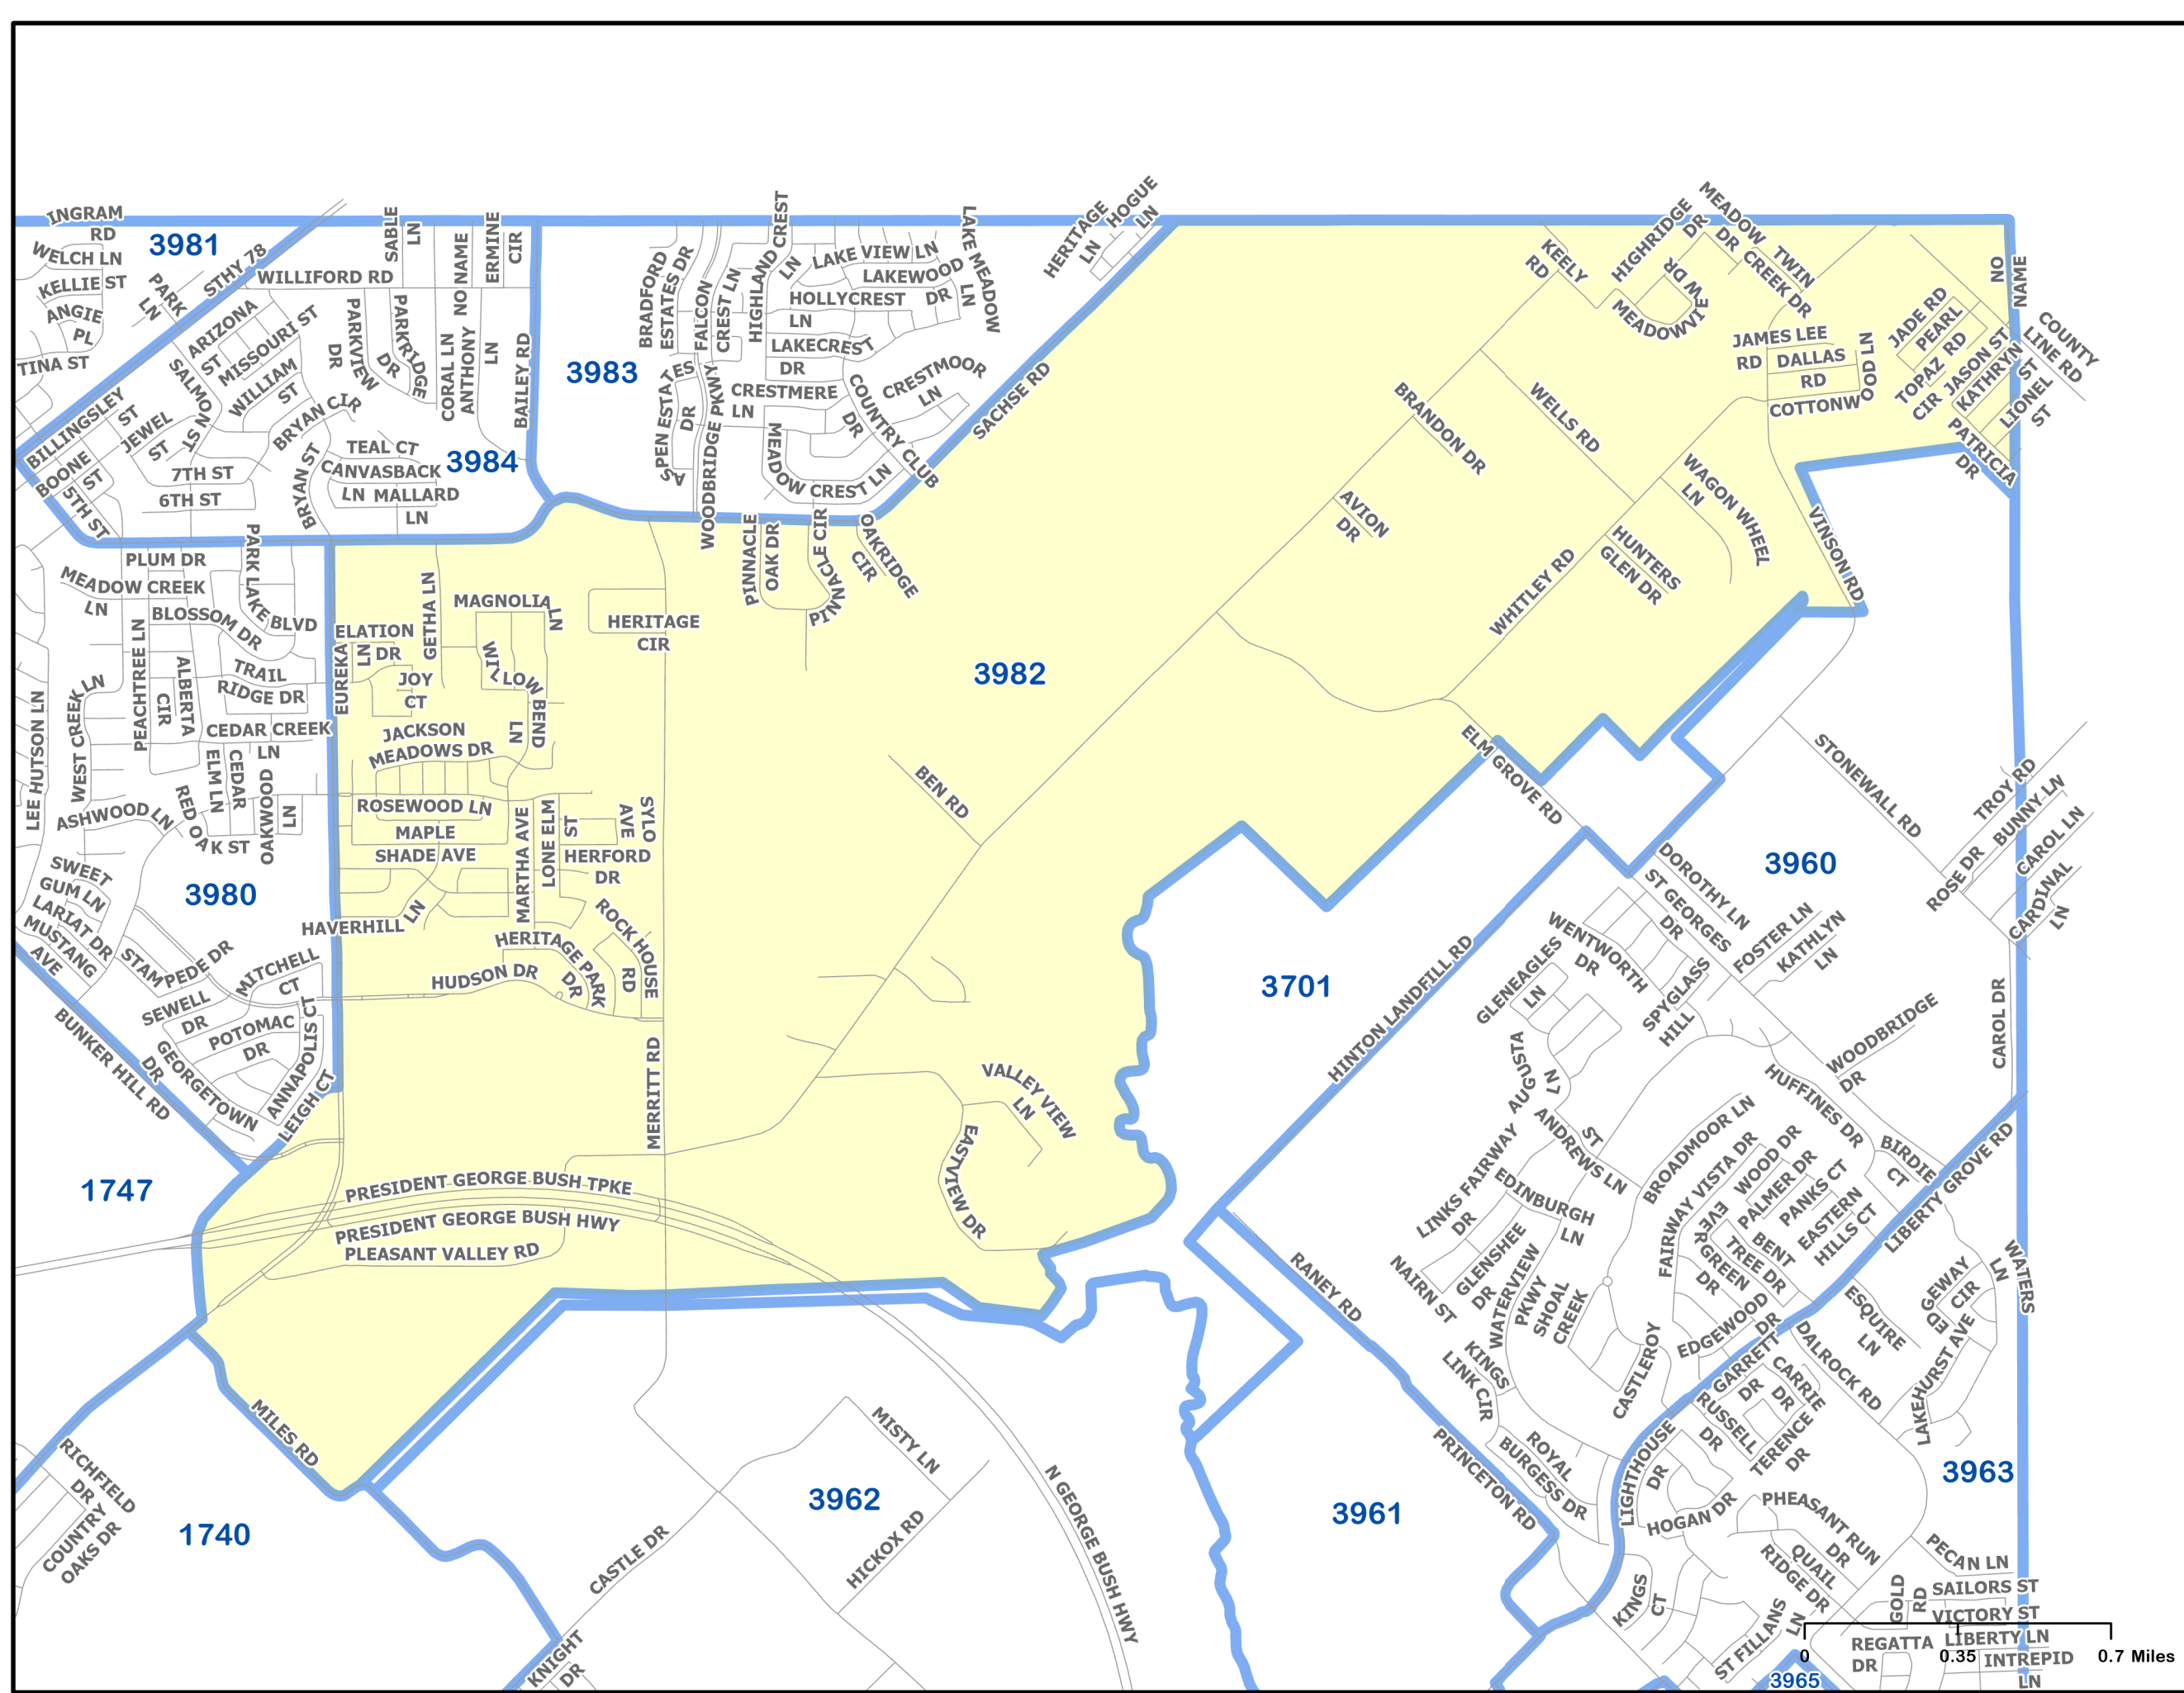 INGRAM
RD
WELCH LN
KELLIE ST
ANGIE
PL
TINA ST
3981
PARK
LN
STHY 78
SABLE
LN
NO NAME
ERMINE
CIR
WILLIFORD RD
ARIZONA
ST
MISSOURI ST
SALMON ST
WILLIAM
ST
PARKVIEW
DR
PARKRIDGE
DR
CORAL LN
ANTHONY
LN
BAILEY RD
BILLINGSLEY
ST
JEWEL
ST
BOONE
ST
5TH ST
BRYAN CIR
BRYAN ST
7TH ST
6TH ST
TEAL CT
CANVASBACK
LN
MALLARD
LN
3984
3983
BRADFORD
ESTATES DR
FALCON
CREST LN
HIGHLAND CREST
LN
LAKE VIEW LN
LAKEWOOD
DR
HOLLYCREST
LN
LAKE MEADOW
LN
LAKECREST
DR
CRESTMERE
LN
ASPEN ESTATES
DR
WOODBRIDGE PKWY
COUNTRY CLUB
DR
CRESTMOOR
LN
MEADOW CREST LN
SACHSE RD
HERITAGE
LN
HOGUE
LN
PINNACLE
OAK DR
PINNACLE CIR
OAKRIDGE
CIR
KEELY
RD
HIGHRIDGE
DR
MEADOW
DR
TWIN
CREEK DR
MEADOWVIEW DR
JAMES LEE
RD
DALLAS
RD
COTTONWOOD LN
JADE RD
PEARL
TOPAZ RD
CIR
JASON ST
KATHRYN
ST
LIONEL
ST
NO
NAME
COUNTY
LINE RD
PATRICIA
DR
VINSON RD
BRANDON DR
WELLS RD
WAGON WHEEL
LN
AVION
DR
HUNTERS
GLEN DR
WHITLEY RD
PLUM DR
MEADOW CREEK
LN
BLOSSOM DR
PARK LAKE
BLVD
PEACHTREE LN
ALBERTA
CIR
TRAIL
RIDGE DR
CEDAR CREEK
LN
WEST CREEK LN
LEE HUTSON LN
ELM LN
CEDAR
OAKWOOD
LN
RED OAK ST
ASHWOOD LN
SWEET
GUM LN
LARIAT DR
MUSTANG
AVE
3980
STAMPEDE DR
MITCHELL
CT
SEWELL
DR
POTOMAC
DR
GEORGETOWN
DR
ANNAPOLIS CT
LEIGH CT
BUNKER HILL RD
EUREKA
LN
ELATION
DR
JOY
CT
GETHA LN
MAGNOLIA
LN
WILLOW BEND
LN
JACKSON
MEADOWS DR
ROSEWOOD LN
MAPLE
SHADE AVE
MARTHA AVE
LONE ELM
ST
SYLO
AVE
HERFORD
DR
HAVERHILL
LN
HERITAGE PARK
DR
ROCK HOUSE
RD
HUDSON DR
HERITAGE
CIR
MERRITT RD
3982
BEN RD
ELM GROVE RD
VALLEY VIEW
LN
EASTVIEW DR
3701
HINTON LANDFILL RD
3960
STONEWALL RD
TROY RD
BUNNY LN
CAROL LN
ROSE DR
CARDINAL
LN
CAROL DR
DOROTHY LN
ST GEORGES
DR
FOSTER LN
KATHLYN
LN
WENTWORTH
DR
GLENEAGLES
LN
SPYGLASS
HILL
AUGUSTA
LN
WOODBRIDGE
DR
HUFFINES DR
BIRDIE
CT
LIBERTY GROVE RD
ST
ANDREWS LN
BROADMOOR LN
LINKS FAIRWAY
DR
EDINBURGH
LN
FAIRWAY VISTA DR
WOOD DR
PALMER DR
PANKS CT
EASTERN
HILLS CT
EVERGREEN
DR
BENT
TREE DR
NAIRN ST
GLENSHEE
DR
WATERVIEW
PKWY
SHOAL
CREEK
EDGEWOOD
DR
CASTLEROY
KINGS
LINK CIR
GARRETT
DR
CARRIE
DR
RUSSELL
DR
TERENCE
DR
DALROCK RD
ESQUIRE
LN
EDGEWAY
CIR
LN
WATERS
LAKEHURST AVE
3963
1747
PRESIDENT GEORGE BUSH TPKE
PRESIDENT GEORGE BUSH HWY
PLEASANT VALLEY RD
RANEY RD
MILES RD
RICHFIELD
DR
COUNTRY
OAKS DR
1740
3962
MISTY LN
HICKOX RD
CASTLE DR
KNIGHT
DR
N GEORGE BUSH HWY
3961
PRINCETON RD
ROYAL
BURGESS DR
LIGHTHOUSE
DR
HOGAN DR
PHEASANT RUN
DR
QUAIL
RIDGE DR
KINGS
CT
ST FILLANS
LN
PECAN LN
GOLD
RD
SAILORS ST
VICTORY ST
LIBERTY LN
REGATTA
DR
INTREPID
LN
3965
0
0.35
0.7 Miles